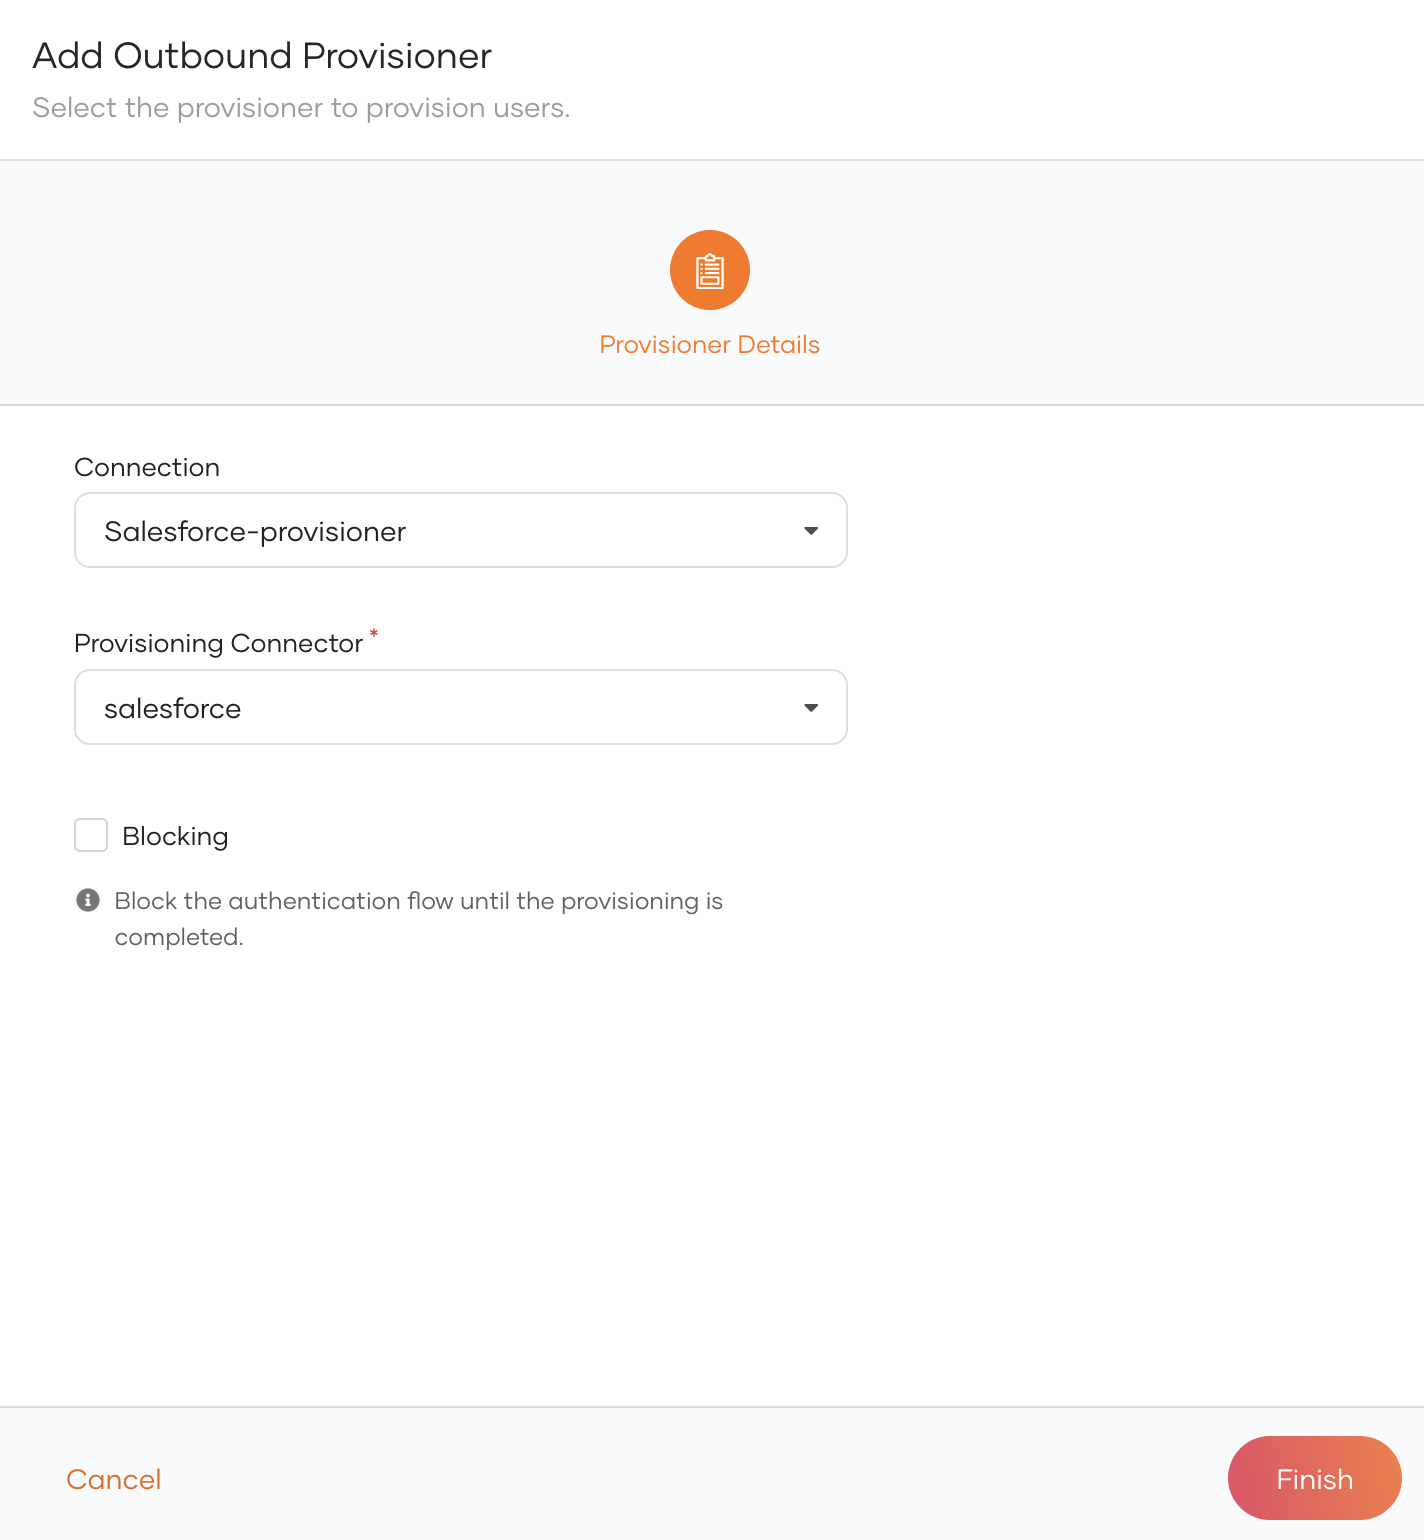 Add Outbound Provisioner
Select the provisioner to provision users.
Provisioner Details
Connection
Salesforce-provisioner
Provisioning Connector *
salesforce
Blocking
Block the authentication flow until the provisioning is
completed.
Cancel
Finish